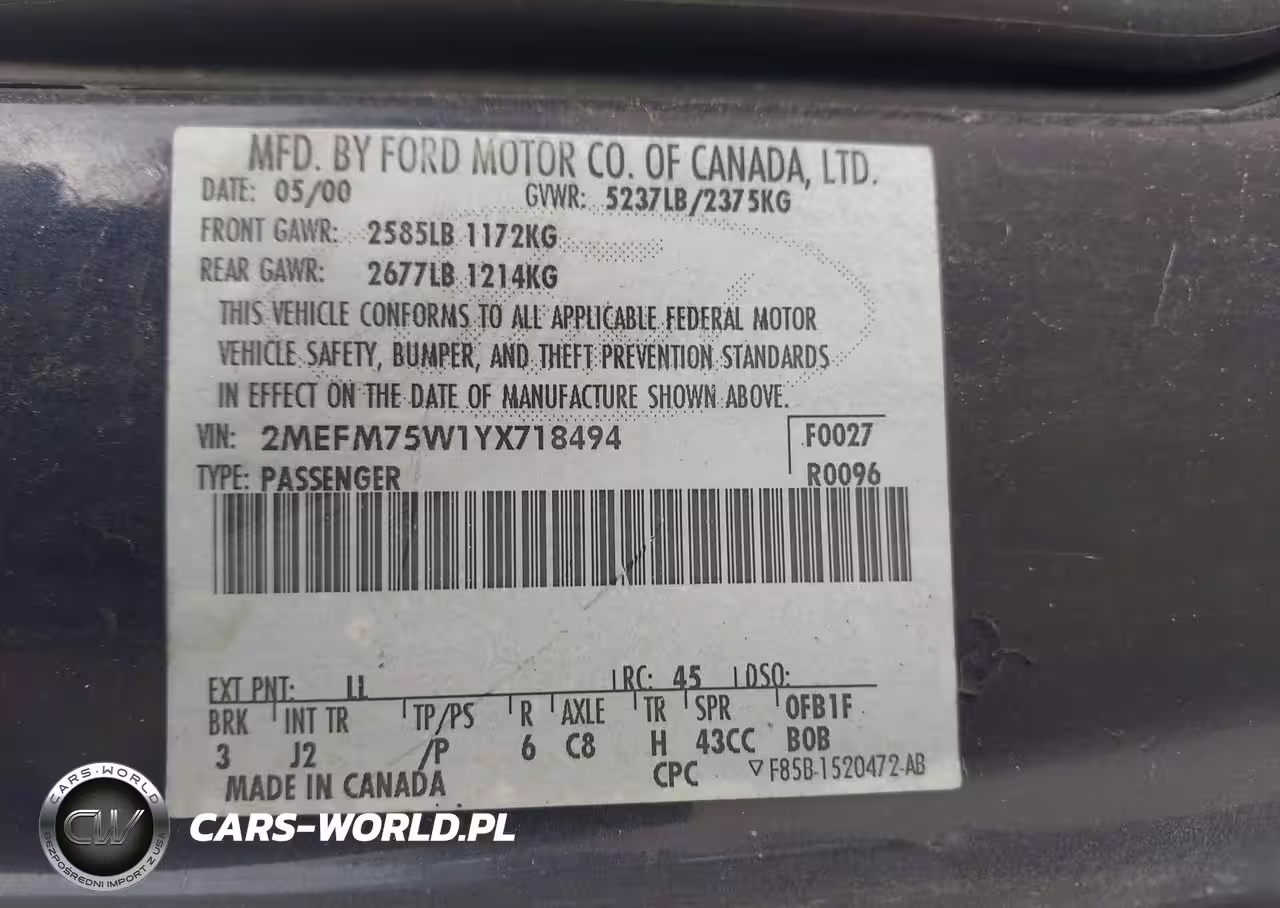 MFD. BY FORD MOTOR CO. OF CANADA, LTD.
DATE: 05/00 GVWR: 5237LB/2375KG
FRONT GAWR: 2585LB 1172KG
REAR GAWR: 2677LB 1214KG
THIS VEHICLE CONFORMS TO ALL APPLICABLE FEDERAL MOTOR
VEHICLE SAFETY, BUMPER, AND THEFT PREVENTION STANDARDS
IN EFFECT ON THE DATE OF MANUFACTURE SHOWN ABOVE.
VIN: 2MEFM75W1YX718494 F0027
TYPE: PASSENGER R0096
EXT PNT: LL RC: 45 DSO:
BRK INT TR TP/PS R AXLE TR SPR OFB1F
3 J2 /P 6 C8 H 43CC BOB
MADE IN CANADA CPC ▽ F85B-1520472-AB
CARS-WORLD
CW
BEZPOŚREDNI IMPORT Z USA
CARS-WORLD.PL